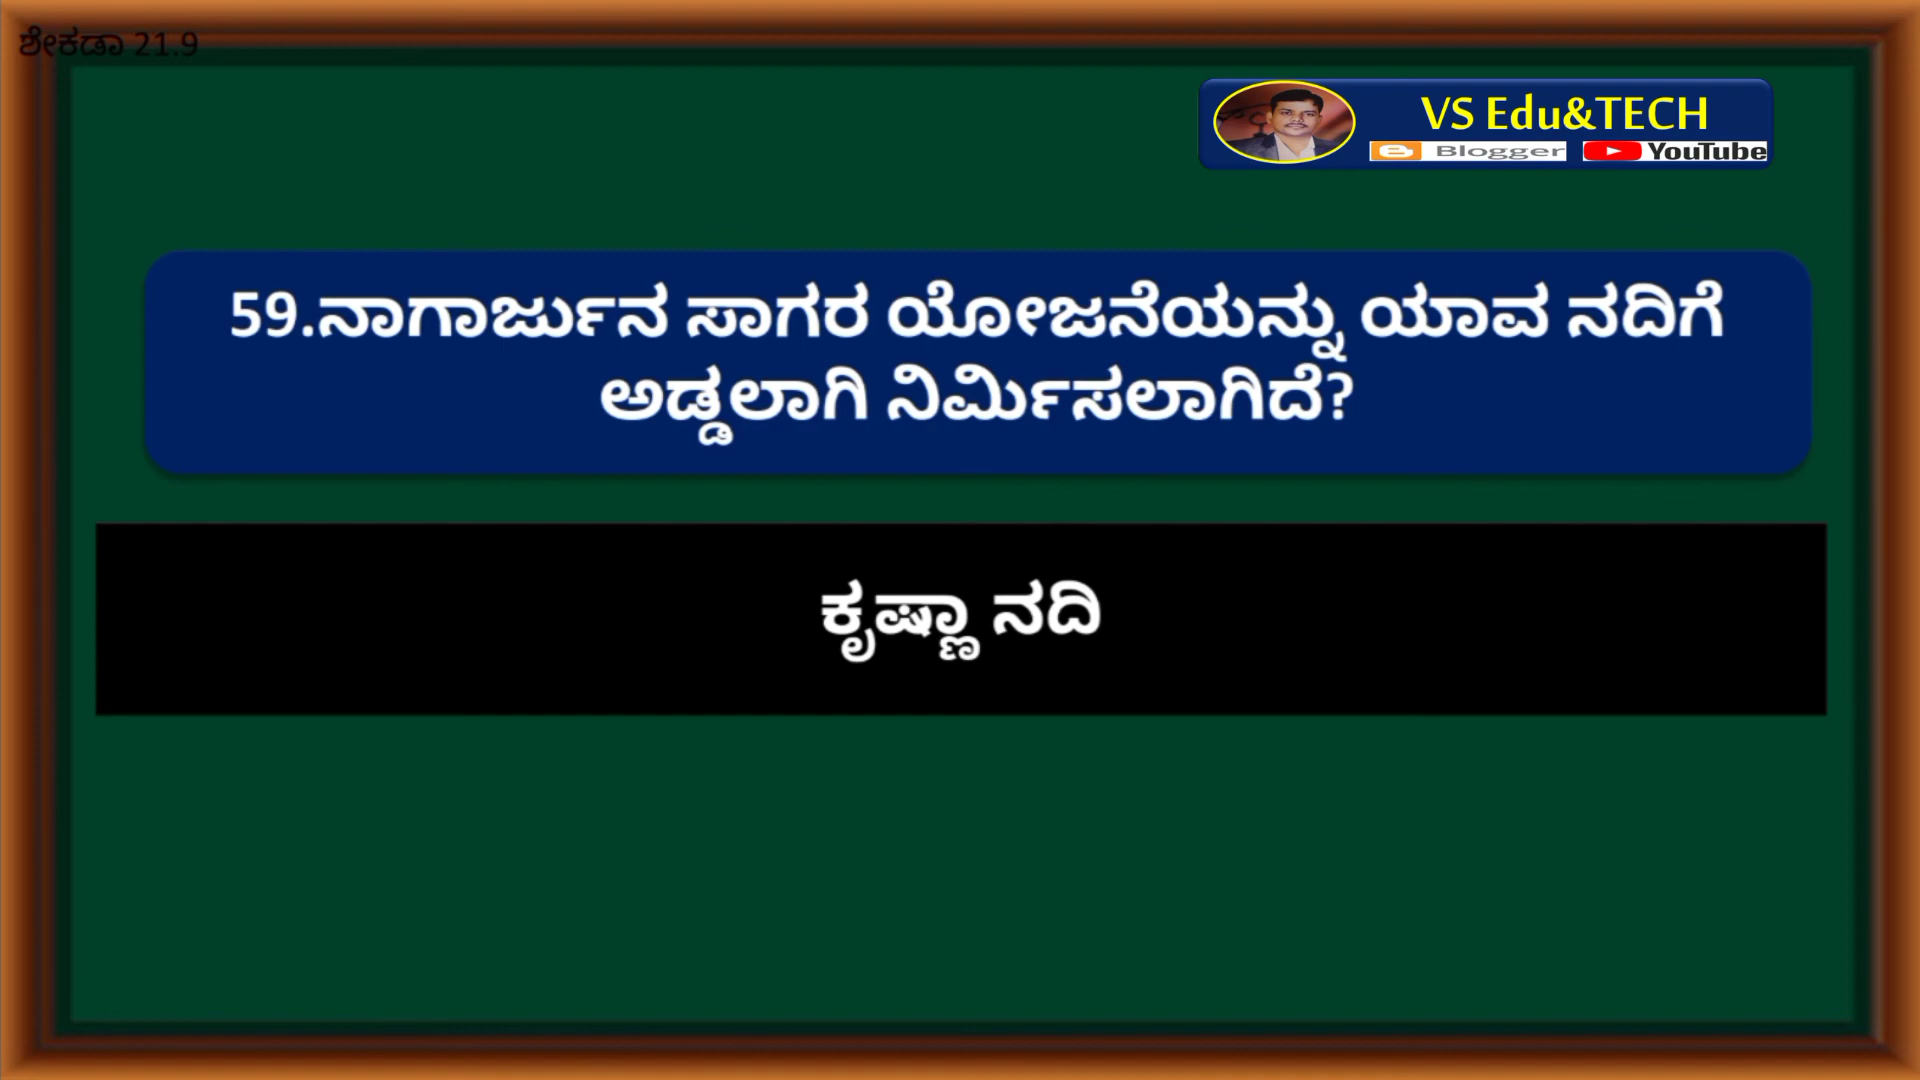 ಶೇಕಡಾ 21.9
VS Edu&TECH
Blogger YouTube
59.ನಾಗಾರ್ಜುನ ಸಾಗರ ಯೋಜನೆಯನ್ನು ಯಾವ ನದಿಗೆ
ಅಡ್ಡಲಾಗಿ ನಿರ್ಮಿಸಲಾಗಿದೆ?
ಕೃಷ್ಣಾ ನದಿ